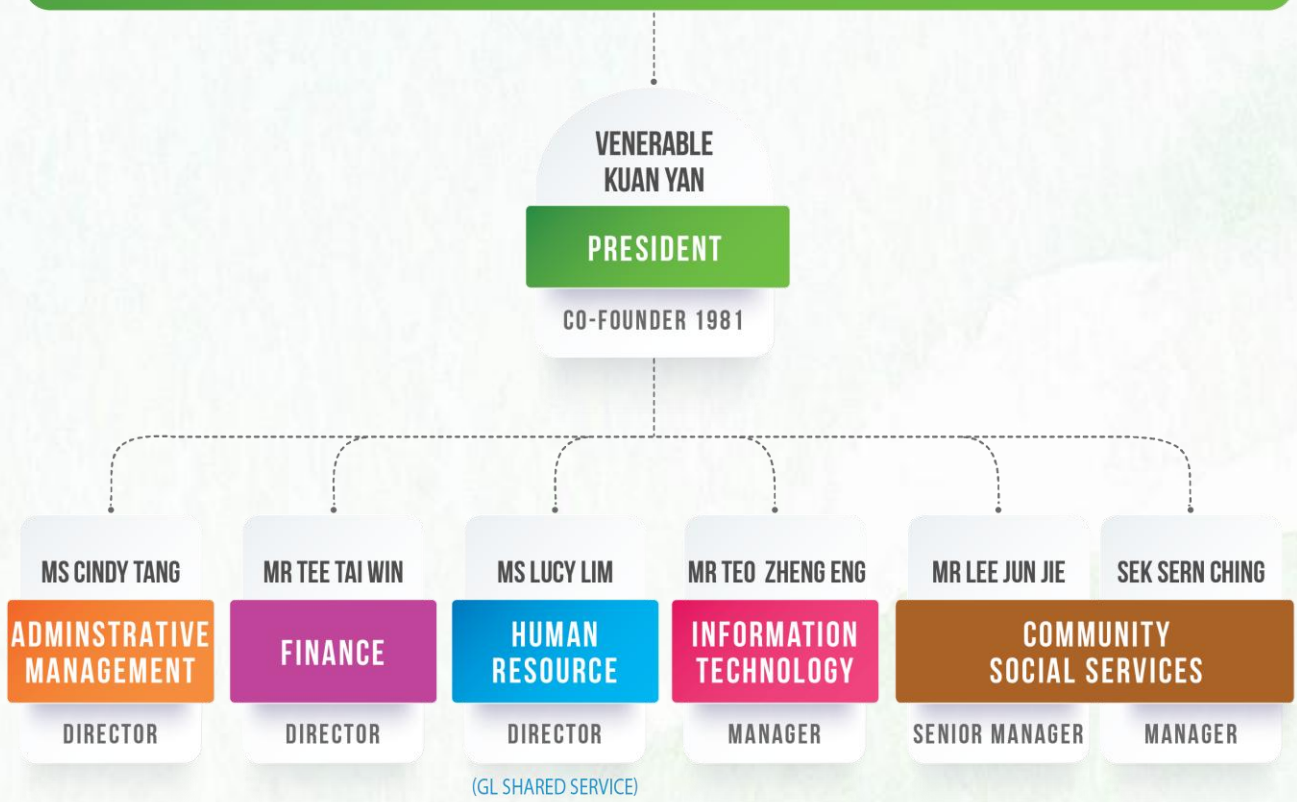 VENERABLE
KUAN YAN
PRESIDENT
CO-FOUNDER 1981
MS CINDY TANG
ADMINSTRATIVE
MANAGEMENT
DIRECTOR
MR TEE TAI WIN
FINANCE
DIRECTOR
MS LUCY LIM
HUMAN
RESOURCE
DIRECTOR
(GL SHARED SERVICE)
MR TEO ZHENG ENG
INFORMATION
TECHNOLOGY
MANAGER
MR LEE JUN JIE
SEK SERN CHING
COMMUNITY
SOCIAL SERVICES
SENIOR MANAGER
MANAGER